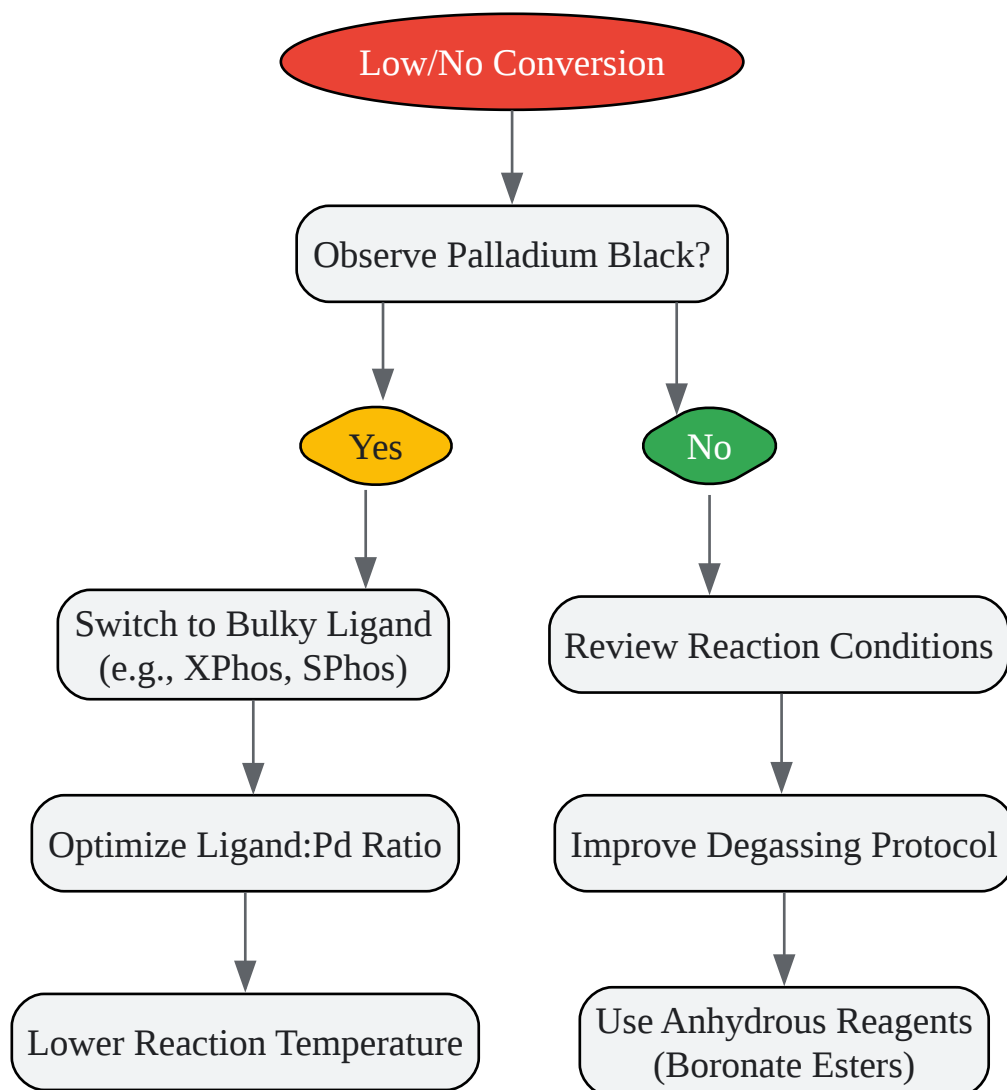 Low/No Conversion
Observe Palladium Black?
Yes
No
Switch to Bulky Ligand
(e.g., XPhos, SPhos)
Review Reaction Conditions
Optimize Ligand:Pd Ratio
Improve Degassing Protocol
Lower Reaction Temperature
Use Anhydrous Reagents
(Boronate Esters)